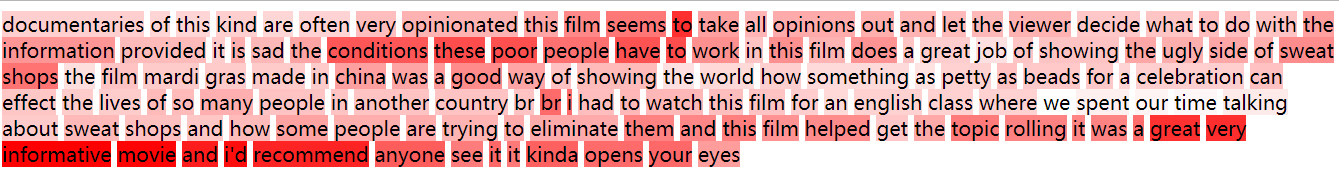 documentaries of this kind are often very opinionated this film seems to take all opinions out and let the viewer decide what to do with the
information provided it is sad the conditions these poor people have to work in this film does a great job of showing the ugly side of sweat
shops the film mardi gras made in china was a good way of showing the world how something as petty as beads for a celebration can
effect the lives of so many people in another country br br i had to watch this film for an english class where we spent our time talking
about sweat shops and how some people are trying to eliminate them and this film helped get the topic rolling it was a great very
informative movie and i'd recommend anyone see it it kinda opens your eyes